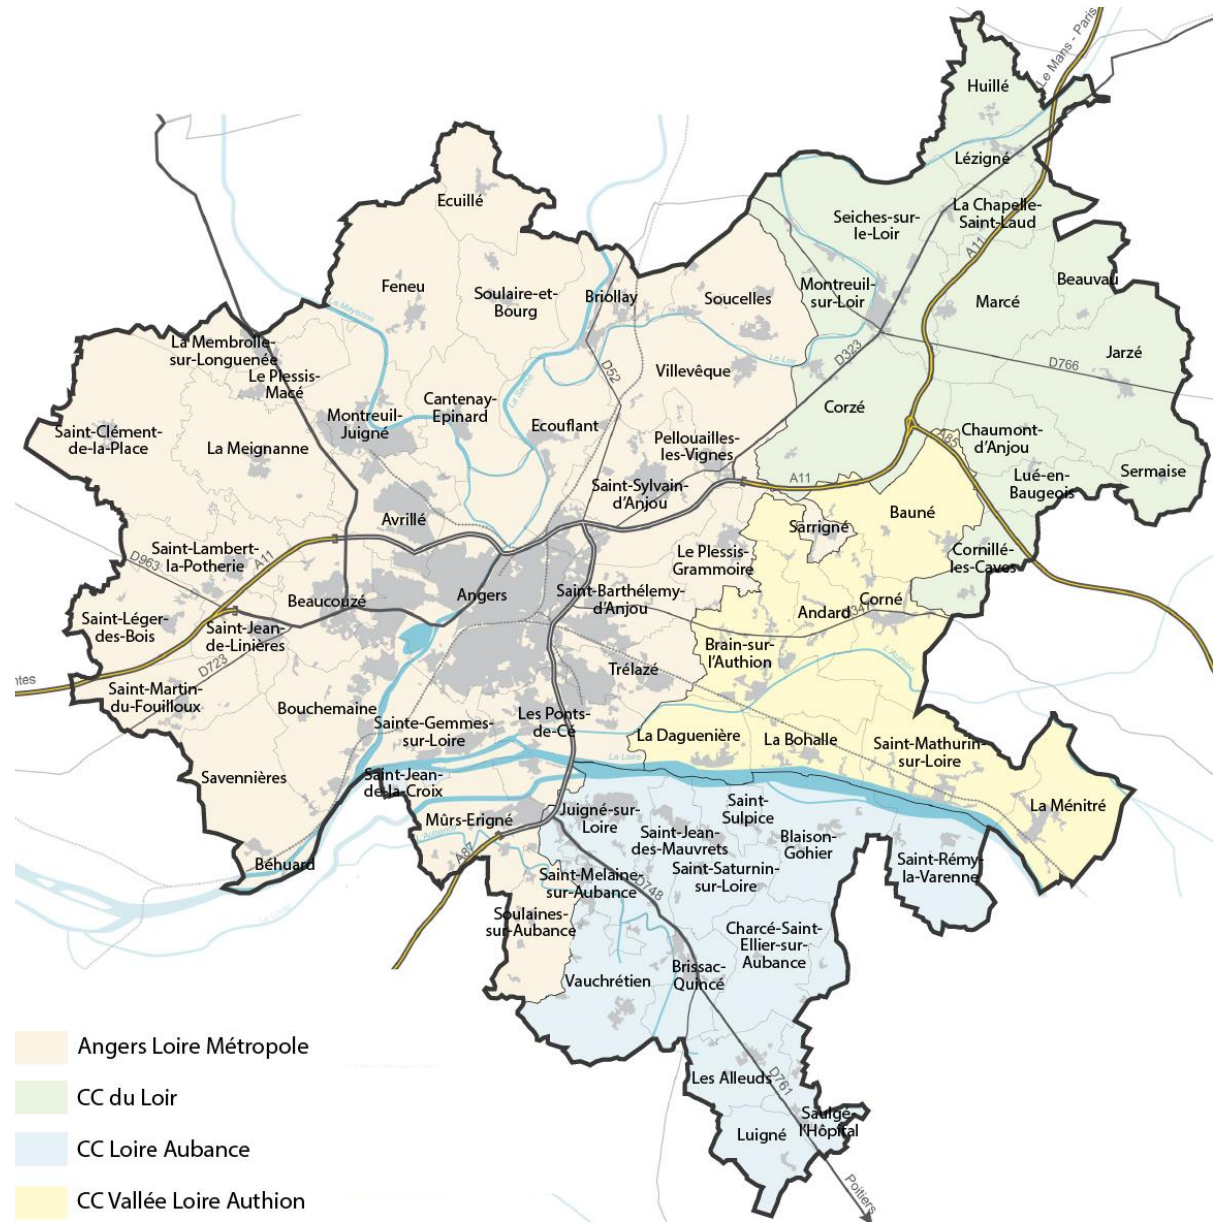 Le Mans - Paris
Huillé
Lézigné
La Chapelle-
Saint-Laud
Seiches-sur-
le-Loir
A11
Ecuillé
Beauvau
Montreuil-
sur-Loir
Marcé
Feneu
Soulaire-et-
Bourg
Briollay
Soucelles
La Mayenne
La Membrolle-
sur-Longuenée
Le Plessis-
Macé
Jarzé
D323
D766
Le Loir
D52
Villevêque
La Sarthe
Cantenay-
Epinard
Corzé
Montreuil-
Juigné
Ecouflant
Saint-Clément-
de-la-Place
La Meignanne
Pellouailles-
les-Vignes
A85
Chaumont-
d'Anjou
Lué-en-
Baugeois
Sermaise
A11
Saint-Sylvain-
d'Anjou
Avrillé
Bauné
Sarrigné
Saint-Lambert-
la-Potherie
D963
A11
Le Plessis-
Grammoire
Cornillé-
les-Caves
Beaucouzé
Angers
Saint-Barthélemy-
d'Anjou
Corné
Andard
Saint-Léger-
des-Bois
Saint-Jean-
de-Linières
D723
Brain-sur-
l'Authion
L'Authion
Trélazé
ntes
Saint-Martin-
du-Fouilloux
Bouchemaine
Sainte-Gemmes-
sur-Loire
Les Ponts-
de-Cé
La Daguenière
La Bohalle
Saint-Mathurin-
sur-Loire
La Loire
Savennières
Saint-Jean-
de-la-Croix
La Ménitré
Mûrs-Erigné
Juigné-sur-
Loire
Saint-
Sulpice
L'Aubance
A87
Saint-Jean-
des-Mauvrets
Blaison-
Gohier
Béhuard
Saint-Rémy-
la-Varenne
Saint-Saturnin-
sur-Loire
Saint-Melaine-
sur-Aubance
D748
La Loire
Soulaines-
sur-Aubance
Charcé-Saint-
Ellier-sur-
Aubance
Vauchrétien
Brissac-
Quincé
Les Alleuds
D761
Saulgé-
l'Hôpital
Luigné
Poitiers
Angers Loire Métropole
CC du Loir
CC Loire Aubance
CC Vallée Loire Authion